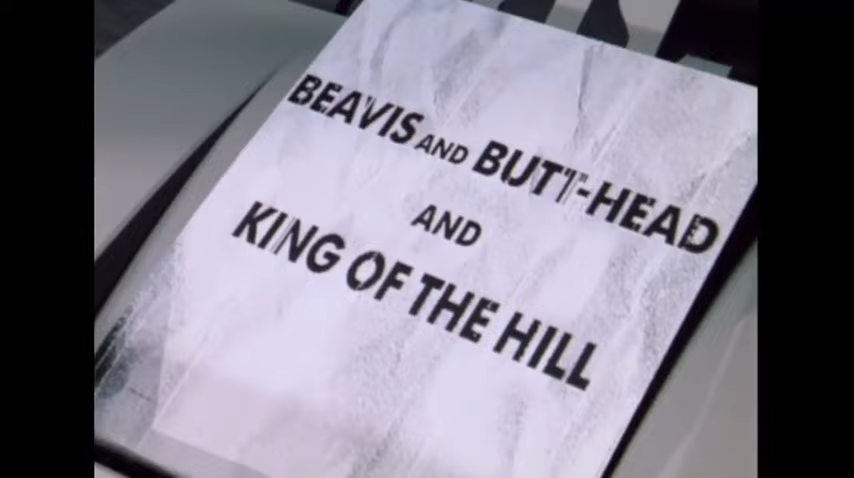 BEAVIS AND BUTT-HEAD
AND
KING OF THE HILL